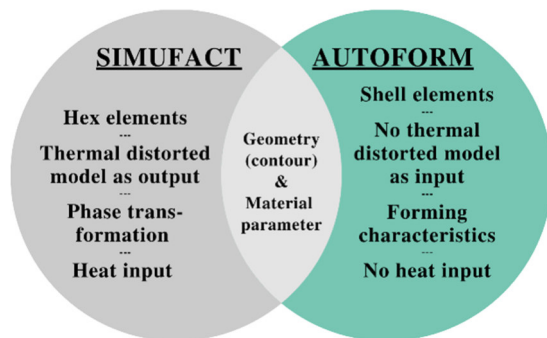 SIMUFACT
Hex elements
---
Thermal distorted
model as output
---
Phase trans-
formation
---
Heat input
Geometry
(contour)
&
Material
parameter
AUTOFORM
Shell elements
---
No thermal
distorted model
as input
---
Forming
characteristics
---
No heat input